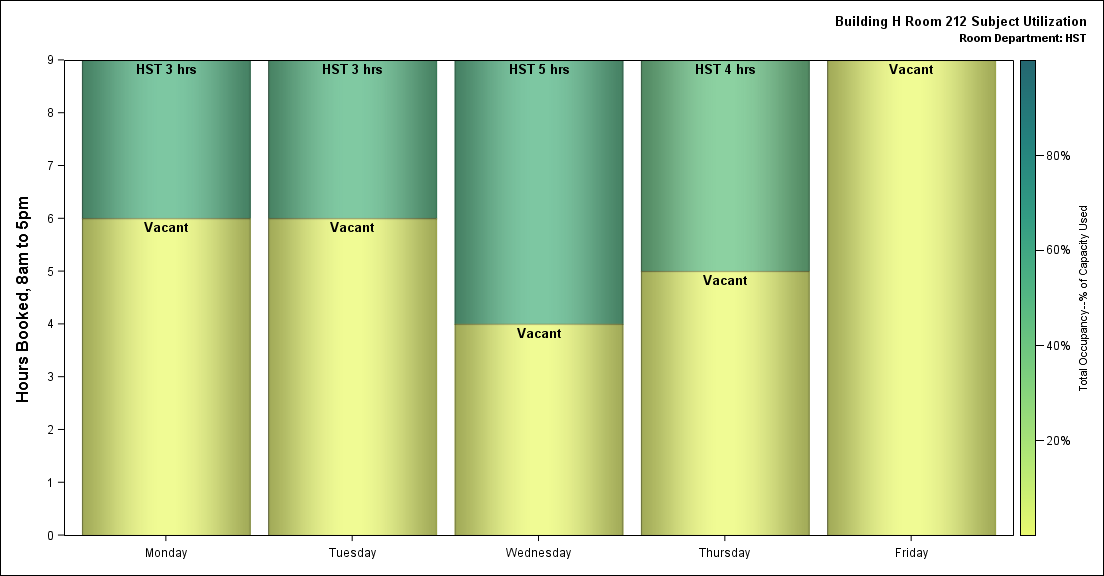 Building H Room 212 Subject Utilization
Room Department: HST
Hours Booked, 8am to 5pm
9
8
7
6
5
4
3
2
1
0
HST 3 hrs
Vacant
HST 3 hrs
Vacant
HST 5 hrs
Vacant
HST 4 hrs
Vacant
Vacant
Monday
Tuesday
Wednesday
Thursday
Friday
80%
60%
40%
20%
Total Occupancy--% of Capacity Used